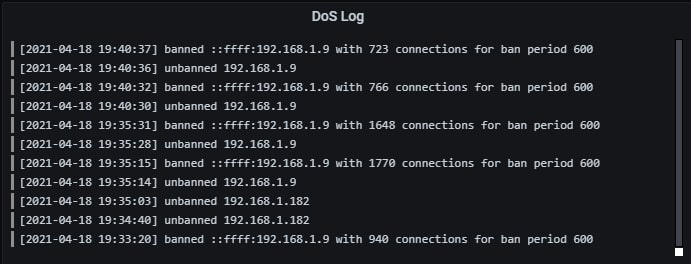 DoS Log
[2021-04-18 19:40:37] banned ::ffff:192.168.1.9 with 723 connections for ban period 600
[2021-04-18 19:40:36] unbanned 192.168.1.9
[2021-04-18 19:40:32] banned ::ffff:192.168.1.9 with 766 connections for ban period 600
[2021-04-18 19:40:30] unbanned 192.168.1.9
[2021-04-18 19:35:31] banned ::ffff:192.168.1.9 with 1648 connections for ban period 600
[2021-04-18 19:35:28] unbanned 192.168.1.9
[2021-04-18 19:35:15] banned ::ffff:192.168.1.9 with 1770 connections for ban period 600
[2021-04-18 19:35:14] unbanned 192.168.1.9
[2021-04-18 19:35:03] unbanned 192.168.1.182
[2021-04-18 19:34:40] unbanned 192.168.1.182
[2021-04-18 19:33:20] banned ::ffff:192.168.1.9 with 940 connections for ban period 600